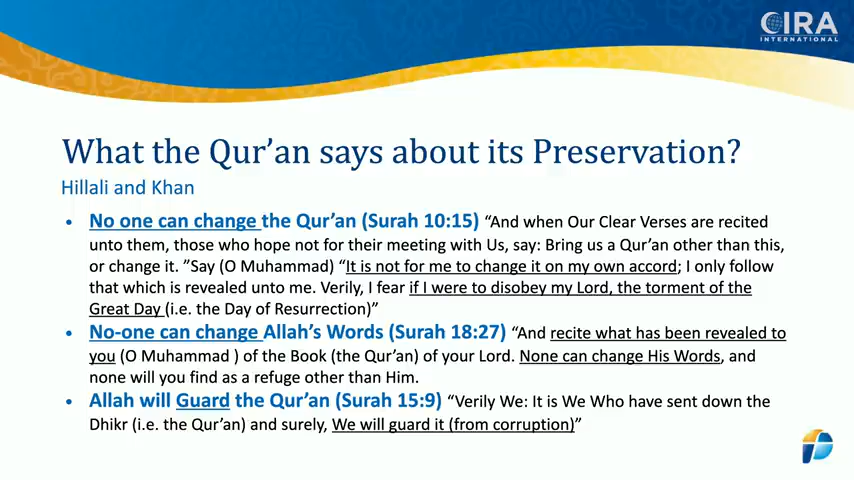 CIRA
INTERNATIONAL
What the Qur’an says about its Preservation?
Hillali and Khan
• No one can change the Qur’an (Surah 10:15) “And when Our Clear Verses are recited
unto them, those who hope not for their meeting with Us, say: Bring us a Qur’an other than this,
or change it. ”Say (O Muhammad) “It is not for me to change it on my own accord; I only follow
that which is revealed unto me. Verily, I fear if I were to disobey my Lord, the torment of the
Great Day (i.e. the Day of Resurrection)”
• No-one can change Allah’s Words (Surah 18:27) “And recite what has been revealed to
you (O Muhammad ) of the Book (the Qur’an) of your Lord. None can change His Words, and
none will you find as a refuge other than Him.
• Allah will Guard the Qur’an (Surah 15:9) “Verily We: It is We Who have sent down the
Dhikr (i.e. the Qur’an) and surely, We will guard it (from corruption)”